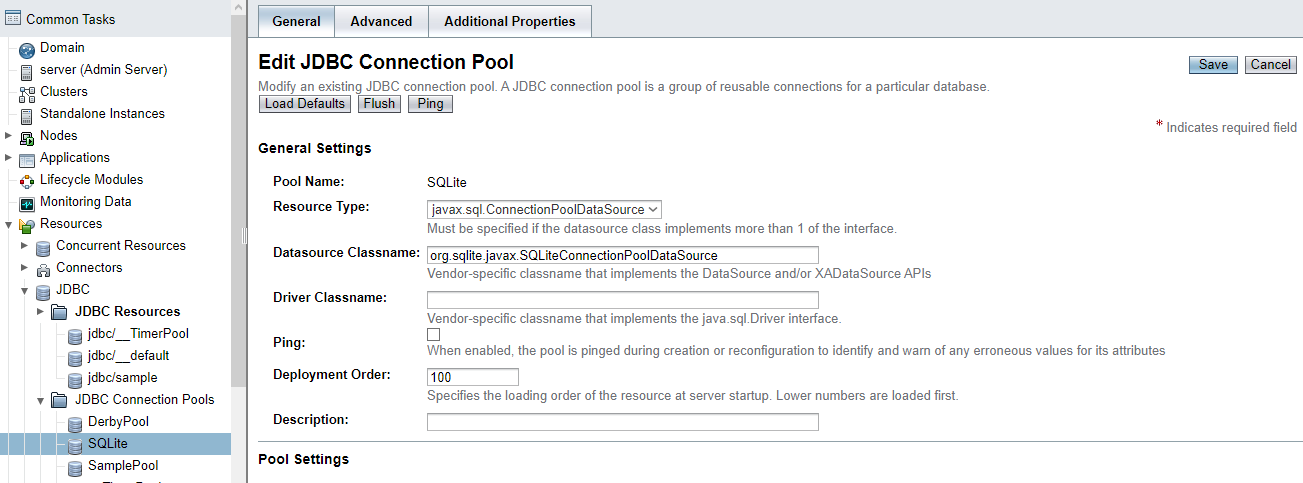 Common Tasks
Domain
server (Admin Server)
Clusters
Standalone Instances
Nodes
Applications
Lifecycle Modules
Monitoring Data
Resources
Concurrent Resources
Connectors
JDBC
JDBC Resources
jdbc/__TimerPool
jdbc/__default
jdbc/sample
JDBC Connection Pools
DerbyPool
SQLite
SamplePool
General Advanced Additional Properties
Edit JDBC Connection Pool
Save Cancel
Modify an existing JDBC connection pool. A JDBC connection pool is a group of reusable connections for a particular database.
Load Defaults Flush Ping
* Indicates required field
General Settings
Pool Name: SQLite
Resource Type: javax.sql.ConnectionPoolDataSource
Must be specified if the datasource class implements more than 1 of the interface.
Datasource Classname: org.sqlite.javax.SQLiteConnectionPoolDataSource
Vendor-specific classname that implements the DataSource and/or XADataSource APIs
Driver Classname:
Vendor-specific classname that implements the java.sql.Driver interface.
Ping:
When enabled, the pool is pinged during creation or reconfiguration to identify and warn of any erroneous values for its attributes
Deployment Order: 100
Specifies the loading order of the resource at server startup. Lower numbers are loaded first.
Description:
Pool Settings